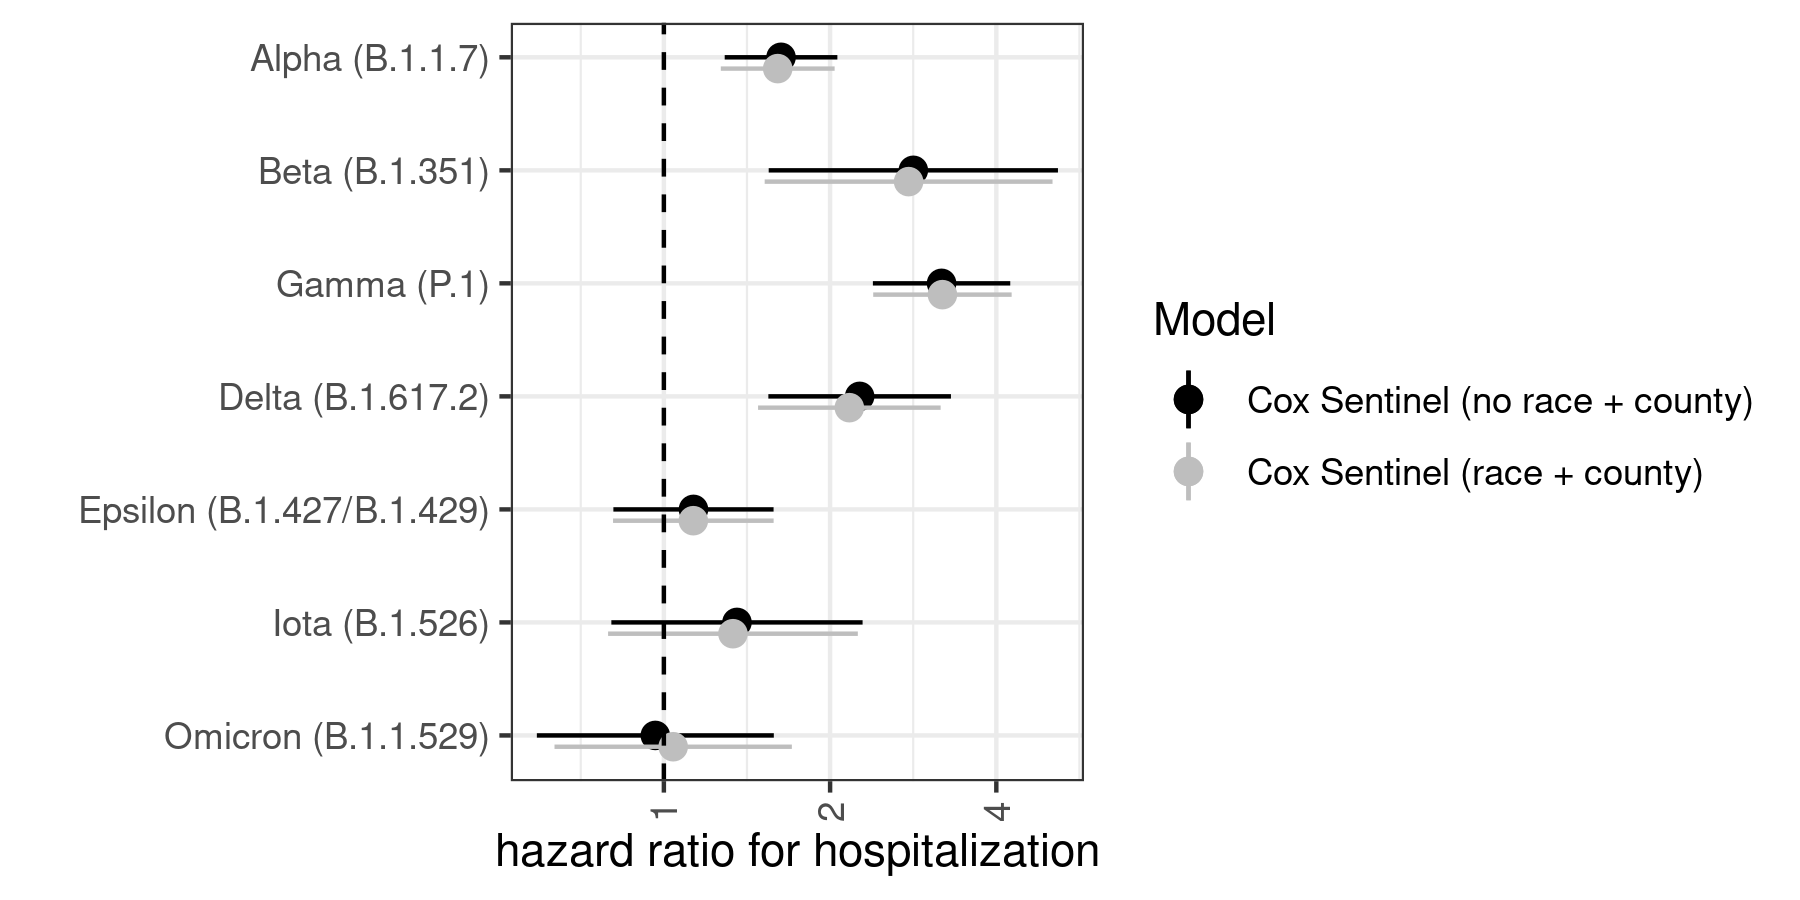 Alpha (B.1.1.7)
Beta (B.1.351)
Gamma (P.1)
Delta (B.1.617.2)
Epsilon (B.1.427/B.1.429)
Iota (B.1.526)
Omicron (B.1.1.529)
1
2
4
hazard ratio for hospitalization
Model
Cox Sentinel (no race + county)
Cox Sentinel (race + county)